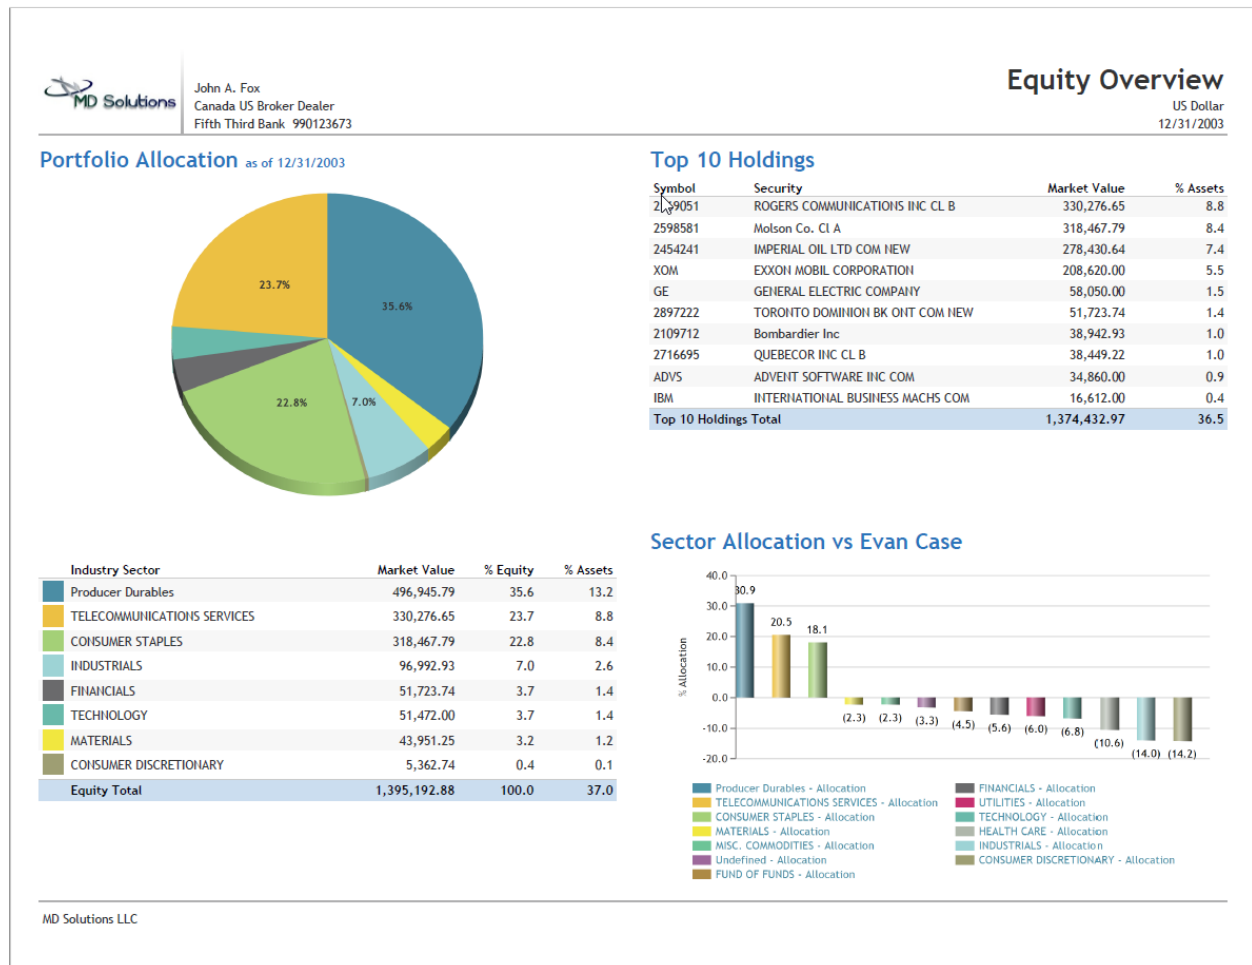 MD Solutions
John A. Fox
Canada US Broker Dealer
Fifth Third Bank 990123673
Equity Overview
US Dollar
12/31/2003
Portfolio Allocation as of 12/31/2003
23.7%
35.6%
22.8%
7.0%
Industry Sector Market Value % Equity % Assets
Producer Durables 496,945.79 35.6 13.2
TELECOMMUNICATIONS SERVICES 330,276.65 23.7 8.8
CONSUMER STAPLES 318,467.79 22.8 8.4
INDUSTRIALS 96,992.93 7.0 2.6
FINANCIALS 51,723.74 3.7 1.4
TECHNOLOGY 51,472.00 3.7 1.4
MATERIALS 43,951.25 3.2 1.2
CONSUMER DISCRETIONARY 5,362.74 0.4 0.1
Equity Total 1,395,192.88 100.0 37.0
Top 10 Holdings
Symbol Security Market Value % Assets
ROGERS COMMUNICATIONS INC CL B 330,276.65 8.8
2598581 Molson Co. Cl A 318,467.79 8.4
2454241 IMPERIAL OIL LTD COM NEW 278,430.64 7.4
XOM EXXON MOBIL CORPORATION 208,620.00 5.5
GE GENERAL ELECTRIC COMPANY 58,050.00 1.5
2897222 TORONTO DOMINION BK ONT COM NEW 51,723.74 1.4
2109712 Bombardier Inc 38,942.93 1.0
2716695 QUEBECOR INC CL B 38,449.22 1.0
ADVS ADVENT SOFTWARE INC COM 34,860.00 0.9
IBM INTERNATIONAL BUSINESS MACHS COM 16,612.00 0.4
Top 10 Holdings Total 1,374,432.97 36.5
Sector Allocation vs Evan Case
% Allocation
40.0
30.0
20.0
10.0
0.0
-10.0
-20.0
30.9
20.5
18.1
(2.3)
(2.3)
(3.3)
(4.5)
(5.6)
(6.0)
(6.8)
(10.6)
(14.0)
(14.2)
Producer Durables - Allocation
TELECOMMUNICATIONS SERVICES - Allocation
CONSUMER STAPLES - Allocation
MATERIALS - Allocation
MISC. COMMODITIES - Allocation
Undefined - Allocation
FUND OF FUNDS - Allocation
FINANCIALS - Allocation
UTILITIES - Allocation
TECHNOLOGY - Allocation
HEALTH CARE - Allocation
INDUSTRIALS - Allocation
CONSUMER DISCRETIONARY - Allocation
MD Solutions LLC